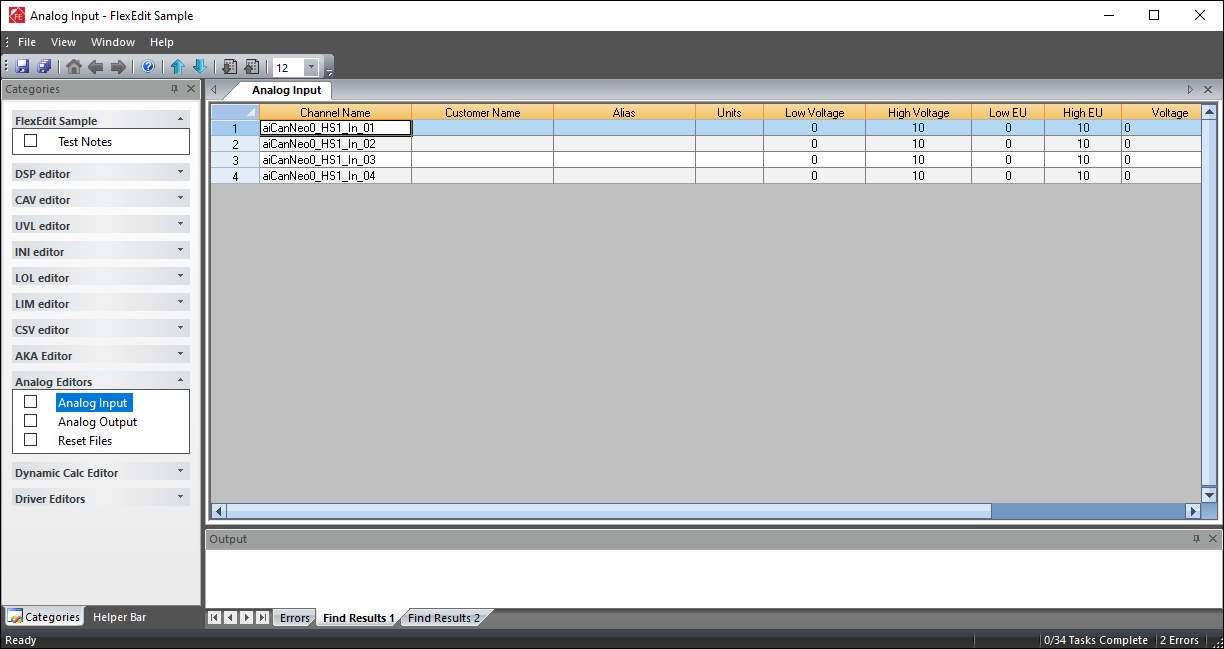 Analog Input - FlexEdit Sample
File View Window Help
12
Categories
FlexEdit Sample
Test Notes
DSP editor
CAV editor
UVL editor
INI editor
LOL editor
LIM editor
CSV editor
AKA Editor
Analog Editors
Analog Input
Analog Output
Reset Files
Dynamic Calc Editor
Driver Editors
Categories Helper Bar
Analog Input
Channel Name Customer Name Alias Units Low Voltage High Voltage Low EU High EU Voltage
1 aiCanNeo0_HS1_In_01 0 10 0 10 0
2 aiCanNeo0_HS1_In_02 0 10 0 10 0
3 aiCanNeo0_HS1_In_03 0 10 0 10 0
4 aiCanNeo0_HS1_In_04 0 10 0 10 0
Output
Errors Find Results 1 Find Results 2
Ready 0/34 Tasks Complete 2 Errors